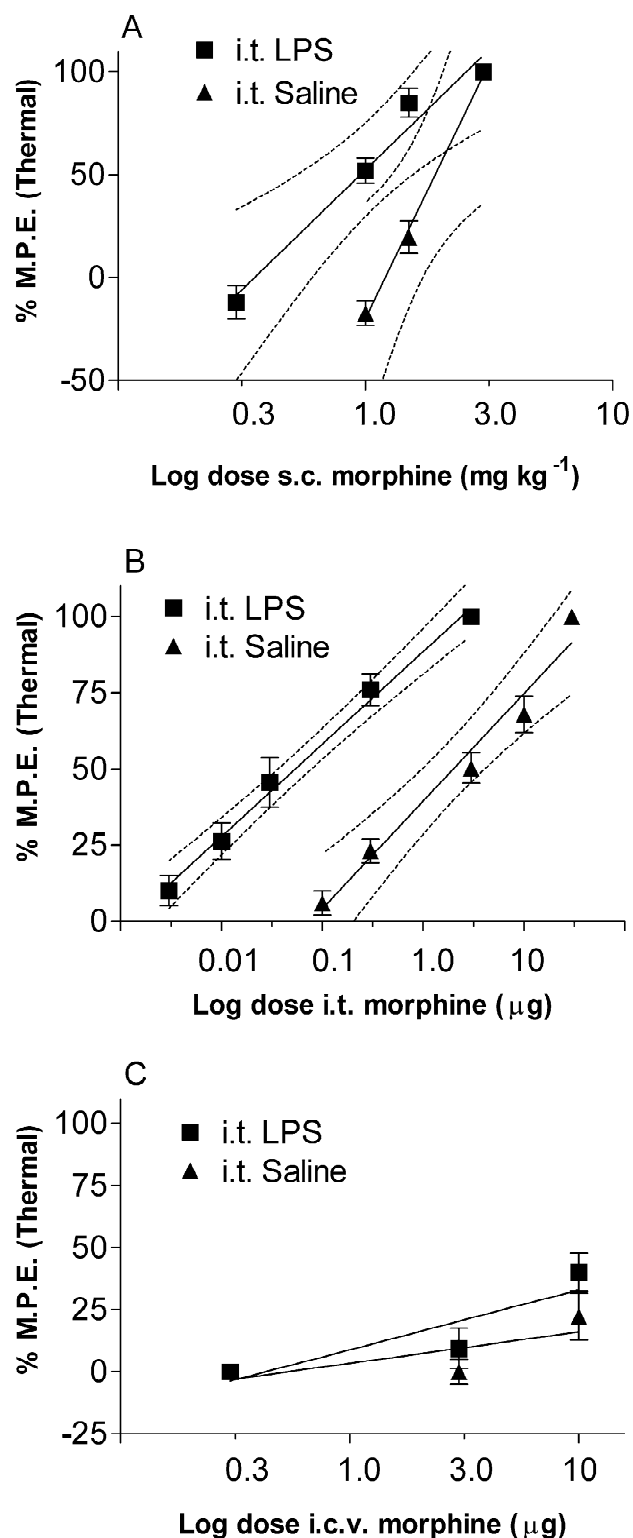 A
i.t. LPS
i.t. Saline
% M.P.E. (Thermal)
100
50
0
-50
0.3 1.0 3.0 10
Log dose s.c. morphine (mg kg⁻¹)
B
i.t. LPS
i.t. Saline
% M.P.E. (Thermal)
100
75
50
25
0
0.01 0.1 1.0 10
Log dose i.t. morphine (μg)
C
i.t. LPS
i.t. Saline
% M.P.E. (Thermal)
100
75
50
25
0
-25
0.3 1.0 3.0 10
Log dose i.c.v. morphine (μg)